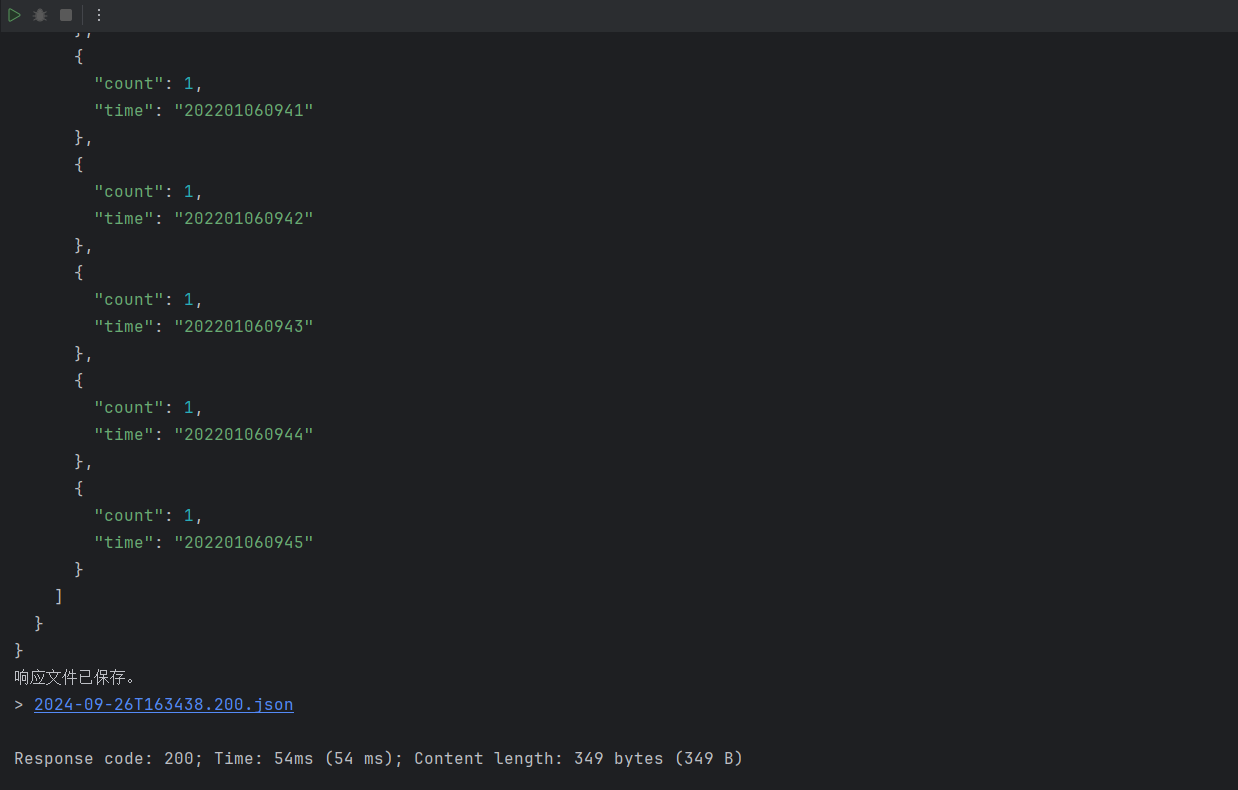 },
{
"count": 1,
"time": "202201060941"
},
{
"count": 1,
"time": "202201060942"
},
{
"count": 1,
"time": "202201060943"
},
{
"count": 1,
"time": "202201060944"
},
{
"count": 1,
"time": "202201060945"
}
]
}
}
响应文件已保存。
> 2024-09-26T163438.200.json
Response code: 200; Time: 54ms (54 ms); Content length: 349 bytes (349 B)